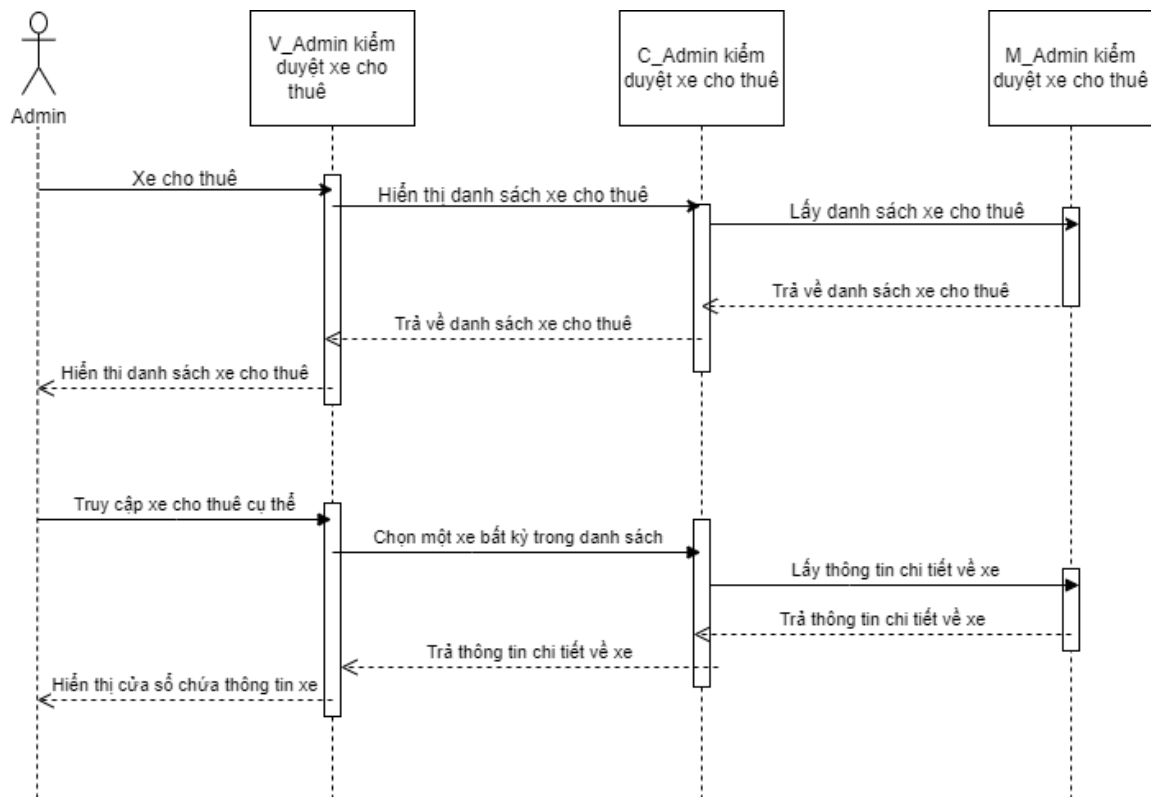 V_Admin kiểm
duyệt xe cho
thuê
C_Admin kiểm
duyệt xe cho thuê
M_Admin kiểm
duyệt xe cho thuê
Admin
Xe cho thuê
Hiển thị danh sách xe cho thuê
Lấy danh sách xe cho thuê
Trả về danh sách xe cho thuê
Trả về danh sách xe cho thuê
Hiển thi danh sách xe cho thuê
Truy cập xe cho thuê cụ thể
Chọn một xe bất kỳ trong danh sách
Lấy thông tin chi tiết về xe
Trả thông tin chi tiết về xe
Trả thông tin chi tiết về xe
Hiển thị cửa sổ chứa thông tin xe